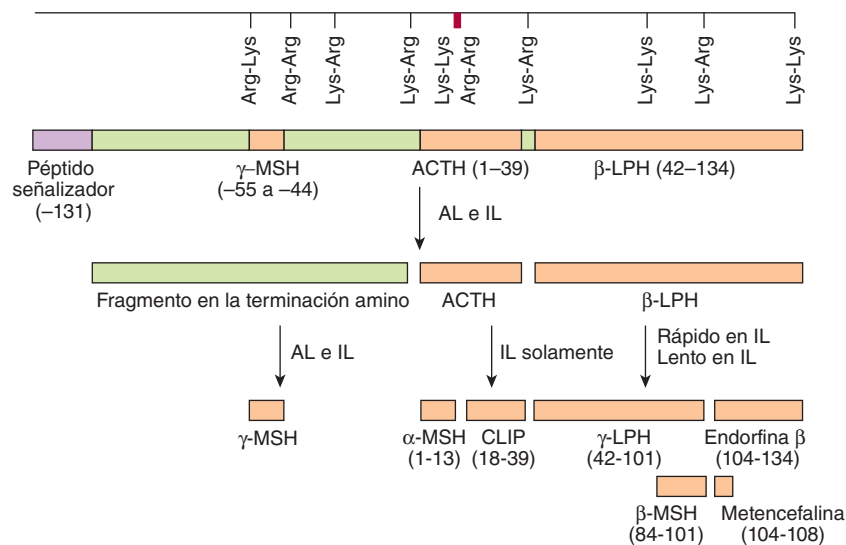 Arg-Lys
Arg-Arg
Lys-Arg
Lys-Arg
Lys-Lys
Arg-Arg
Lys-Arg
Lys-Lys
Lys-Arg
Lys-Lys
Péptido
señalizador
(–131)
γ–MSH
(–55 a –44)
ACTH (1–39)
β-LPH (42–134)
AL e IL
Fragmento en la terminación amino
ACTH
β-LPH
AL e IL
IL solamente
Rápido en IL
Lento en IL
γ-MSH
α-MSH
(1-13)
CLIP
(18-39)
γ-LPH
(42-101)
Endorfina β
(104-134)
β-MSH
(84-101)
Metencefalina
(104-108)